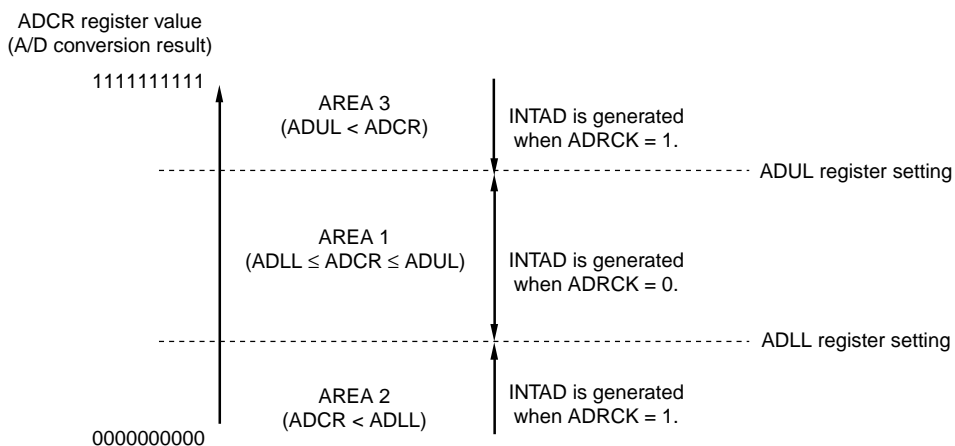 ADCR register value
(A/D conversion result)
1111111111
AREA 3
(ADUL < ADCR)
INTAD is generated
when ADRCK = 1.
ADUL register setting
AREA 1
(ADLL ≤ ADCR ≤ ADUL)
INTAD is generated
when ADRCK = 0.
ADLL register setting
AREA 2
(ADCR < ADLL)
INTAD is generated
when ADRCK = 1.
0000000000